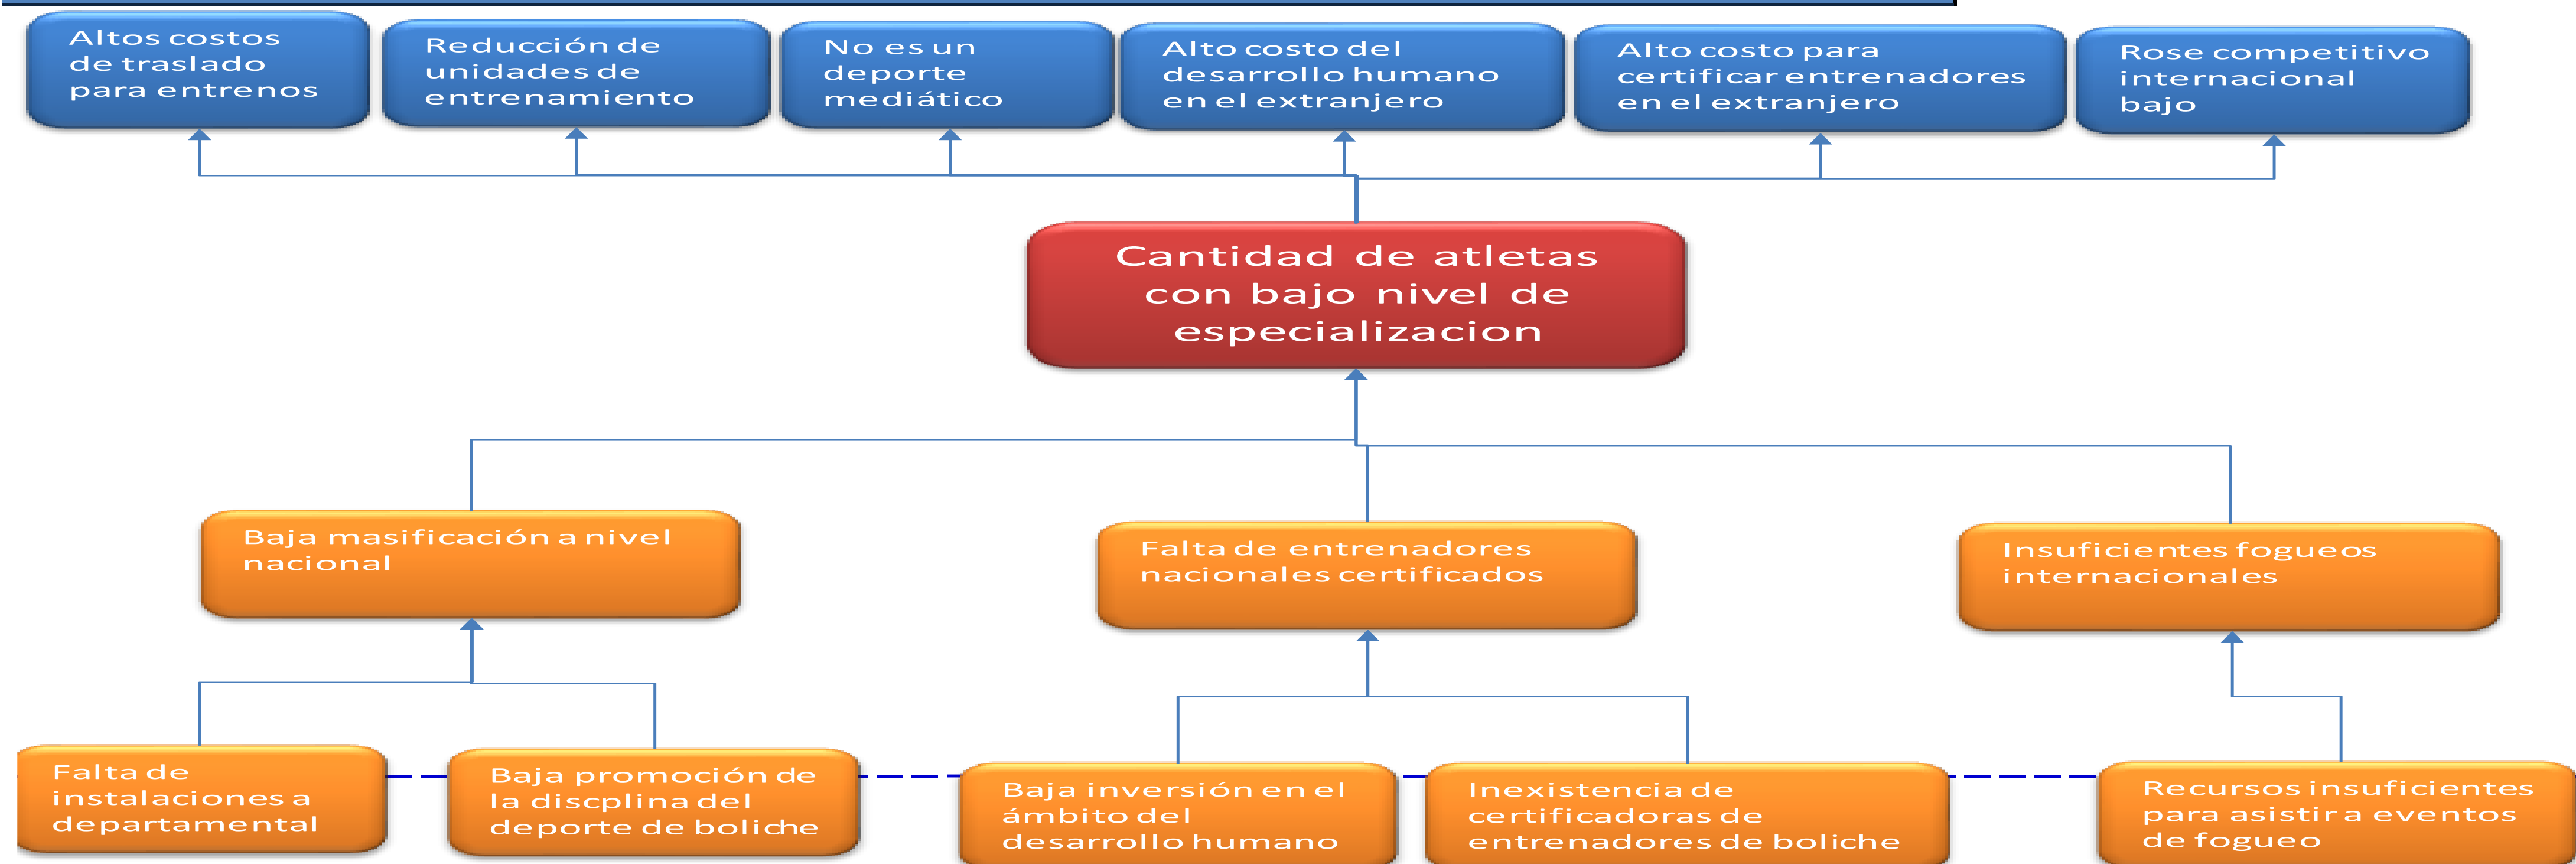 Altos costos
de traslado
para entrenos
Reducción de
unidades de
entrenamiento
No es un
deporte
mediático
Alto costo del
desarrollo humano
en el extranjero
Alto costo para
certificar entrenadores
en el extranjero
Rose competitivo
internacional
bajo
Cantidad de atletas
con bajo nivel de
especializacion
Baja masificación a nivel
nacional
Falta de entrenadores
nacionales certificados
Insuficientes fogueos
internacionales
Falta de
instalaciones a
departamental
Baja promoción de
la discplina del
deporte de boliche
Baja inversión en el
ámbito del
desarrollo humano
Inexistencia de
certificadoras de
entrenadores de boliche
Recursos insuficientes
para asistir a eventos
de fogueo